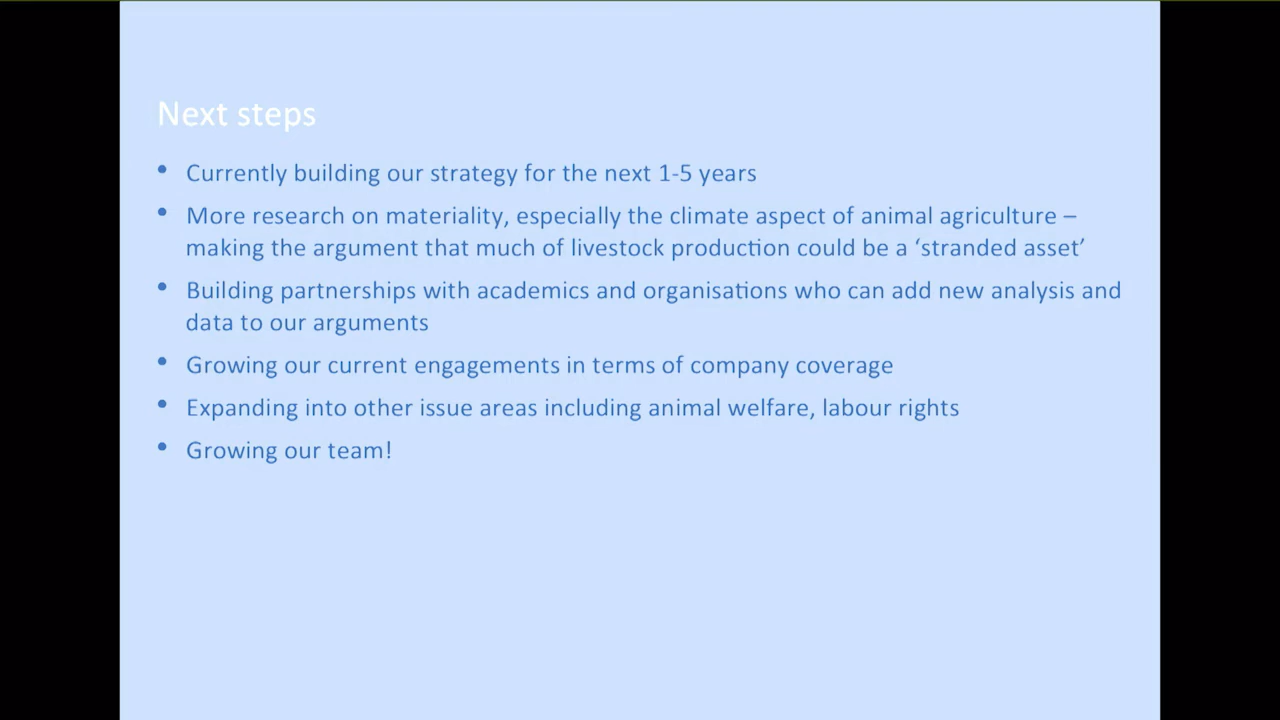 Next steps
• Currently building our strategy for the next 1-5 years
• More research on materiality, especially the climate aspect of animal agriculture –
making the argument that much of livestock production could be a ‘stranded asset’
• Building partnerships with academics and organisations who can add new analysis and
data to our arguments
• Growing our current engagements in terms of company coverage
• Expanding into other issue areas including animal welfare, labour rights
• Growing our team!